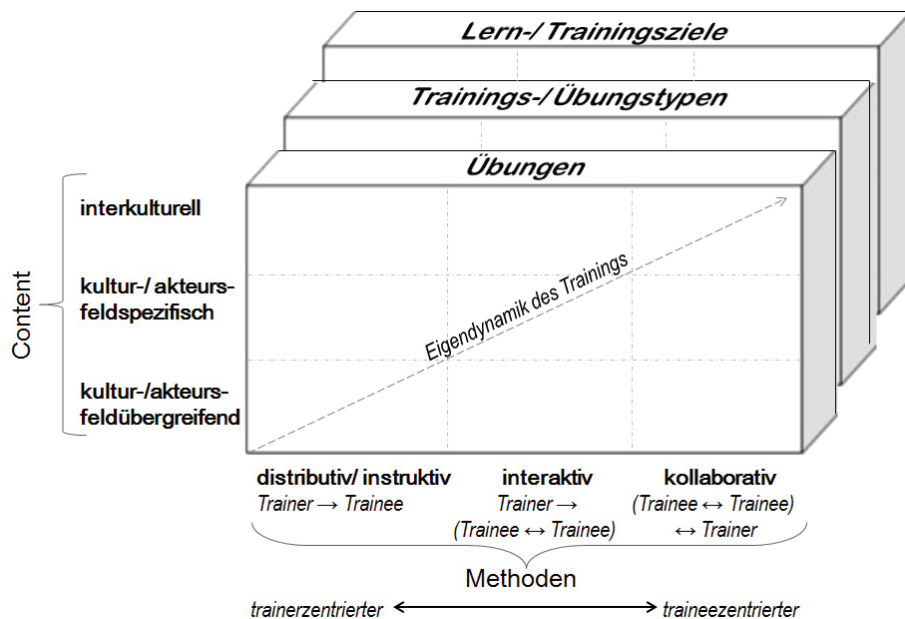 Lern-/ Trainingsziele
Trainings-/ Übungstypen
Übungen
Content
interkulturell
kultur-/ akteurs-
feldspezifisch
kultur-/akteurs-
feldübergreifend
Eigendynamik des Trainings
distributiv/ instruktiv
Trainer → Trainee
interaktiv
Trainer →
(Trainee ↔ Trainee)
kollaborativ
(Trainee ↔ Trainee)
↔ Trainer
Methoden
trainerzentrierter
traineezentrierter